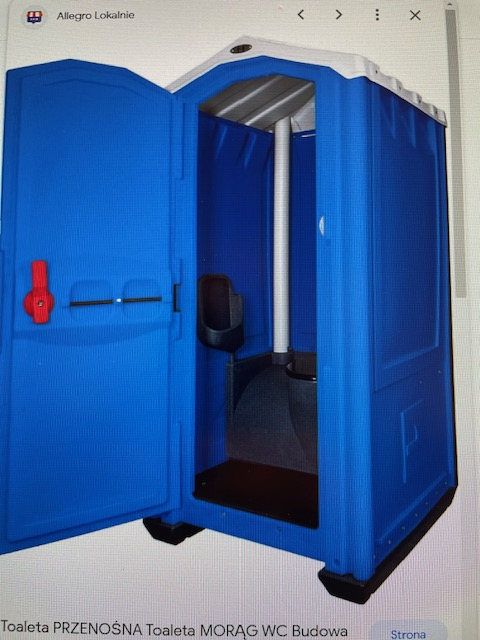 Allegro Lokalnie
Toaleta PRZENOŚNA Toaleta MORĄG WC Budowa
Strona